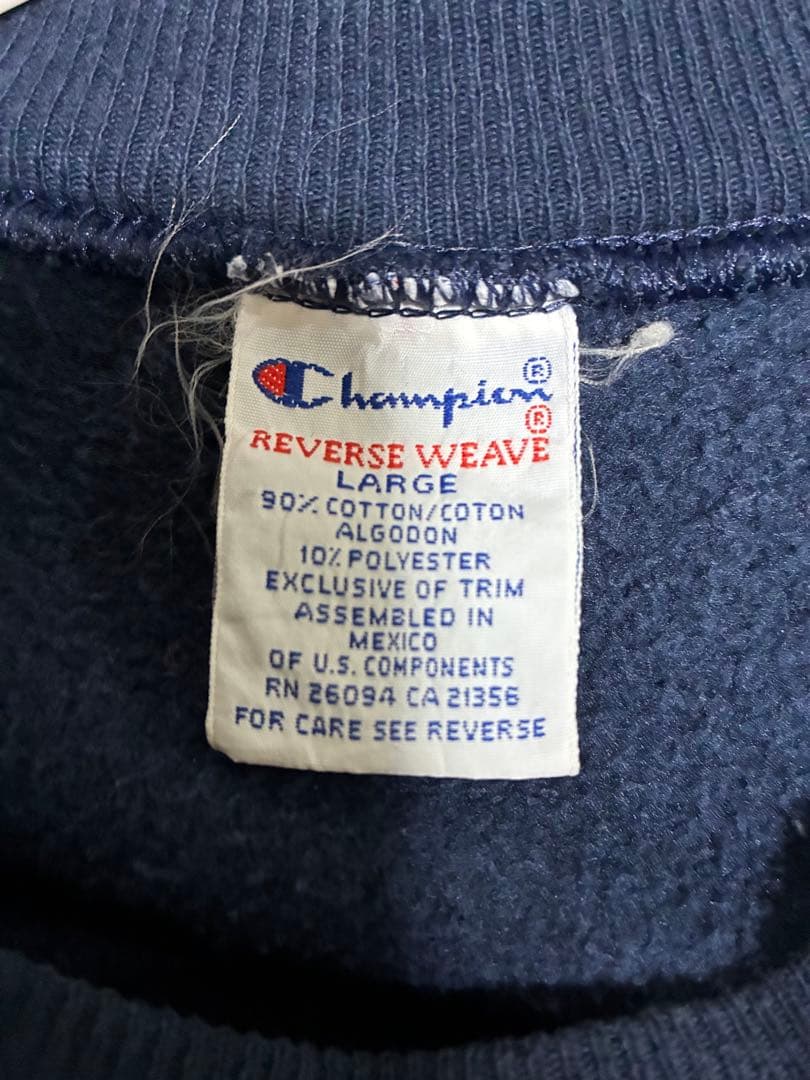 Champion®
®
REVERSE WEAVE
LARGE
90% COTTON/COTON
ALGODON
10% POLYESTER
EXCLUSIVE OF TRIM
ASSEMBLED IN
MEXICO
OF U.S. COMPONENTS
RN 26094 CA 21356
FOR CARE SEE REVERSE